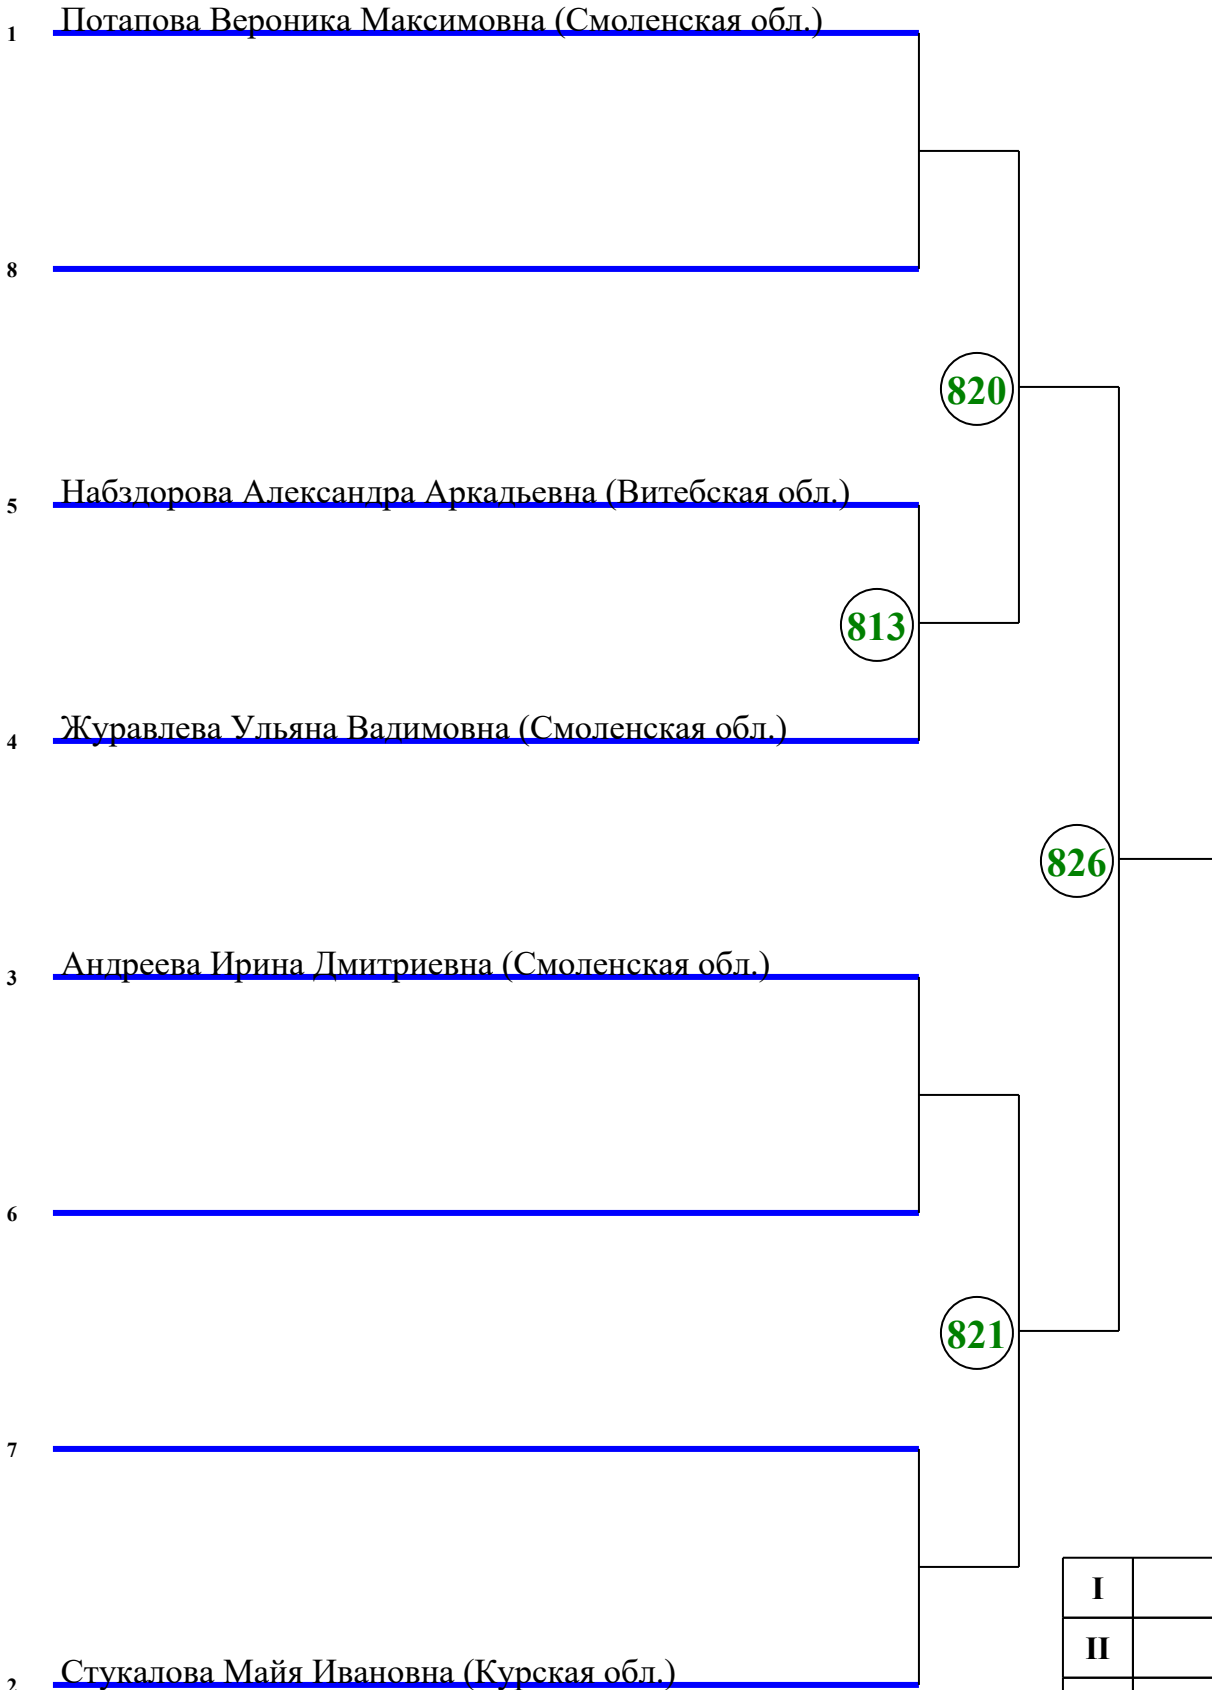 1 Потапова Вероника Максимовна (Смоленская обл.)
8
820
5 Набздорова Александра Аркадьевна (Витебская обл.)
813
4 Журавлева Ульяна Вадимовна (Смоленская обл.)
826
3 Андреева Ирина Дмитриевна (Смоленская обл.)
6
821
7
I
II
2 Стукалова Майя Ивановна (Курская обл.)